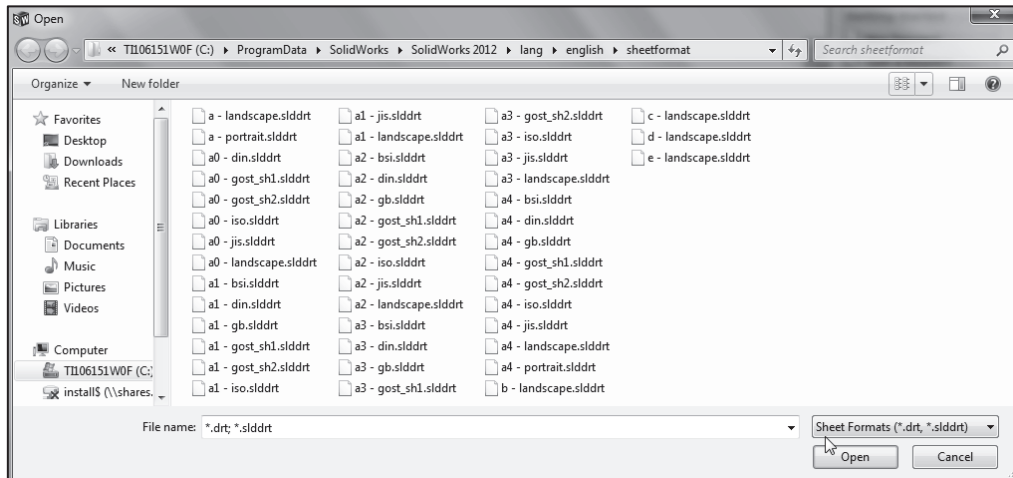 SW Open
« TI106151W0F (C:) ▸ ProgramData ▸ SolidWorks ▸ SolidWorks 2012 ▸ lang ▸ english ▸ sheetformat
Search sheetformat
Organize ▾ New folder
Favorites
Desktop
Downloads
Recent Places
Libraries
Documents
Music
Pictures
Videos
Computer
TI106151W0F (C:)
install$ (\\shares.
a - landscape.slddrt
a - portrait.slddrt
a0 - din.slddrt
a0 - gost_sh1.slddrt
a0 - gost_sh2.slddrt
a0 - iso.slddrt
a0 - jis.slddrt
a0 - landscape.slddrt
a1 - bsi.slddrt
a1 - din.slddrt
a1 - gb.slddrt
a1 - gost_sh1.slddrt
a1 - gost_sh2.slddrt
a1 - iso.slddrt
a1 - jis.slddrt
a1 - landscape.slddrt
a2 - bsi.slddrt
a2 - din.slddrt
a2 - gb.slddrt
a2 - gost_sh1.slddrt
a2 - gost_sh2.slddrt
a2 - iso.slddrt
a2 - jis.slddrt
a2 - landscape.slddrt
a3 - bsi.slddrt
a3 - din.slddrt
a3 - gb.slddrt
a3 - gost_sh1.slddrt
a3 - gost_sh2.slddrt
a3 - iso.slddrt
a3 - jis.slddrt
a3 - landscape.slddrt
a4 - bsi.slddrt
a4 - din.slddrt
a4 - gb.slddrt
a4 - gost_sh1.slddrt
a4 - gost_sh2.slddrt
a4 - iso.slddrt
a4 - jis.slddrt
a4 - landscape.slddrt
a4 - portrait.slddrt
b - landscape.slddrt
c - landscape.slddrt
d - landscape.slddrt
e - landscape.slddrt
File name: *.drt; *.slddrt
Sheet Formats (*.drt, *.slddrt)
Open Cancel